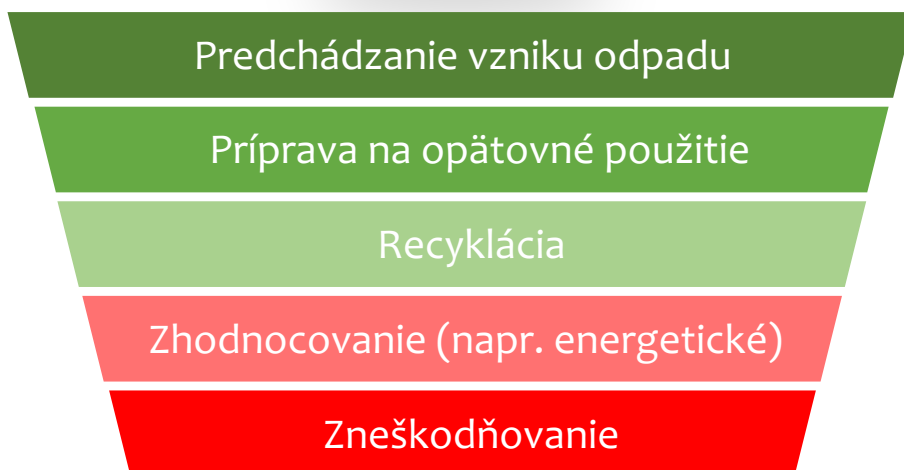 Predchádzanie vzniku odpadu
Príprava na opätovné použitie
Recyklácia
Zhodnocovanie (napr. energetické)
Zneškodňovanie